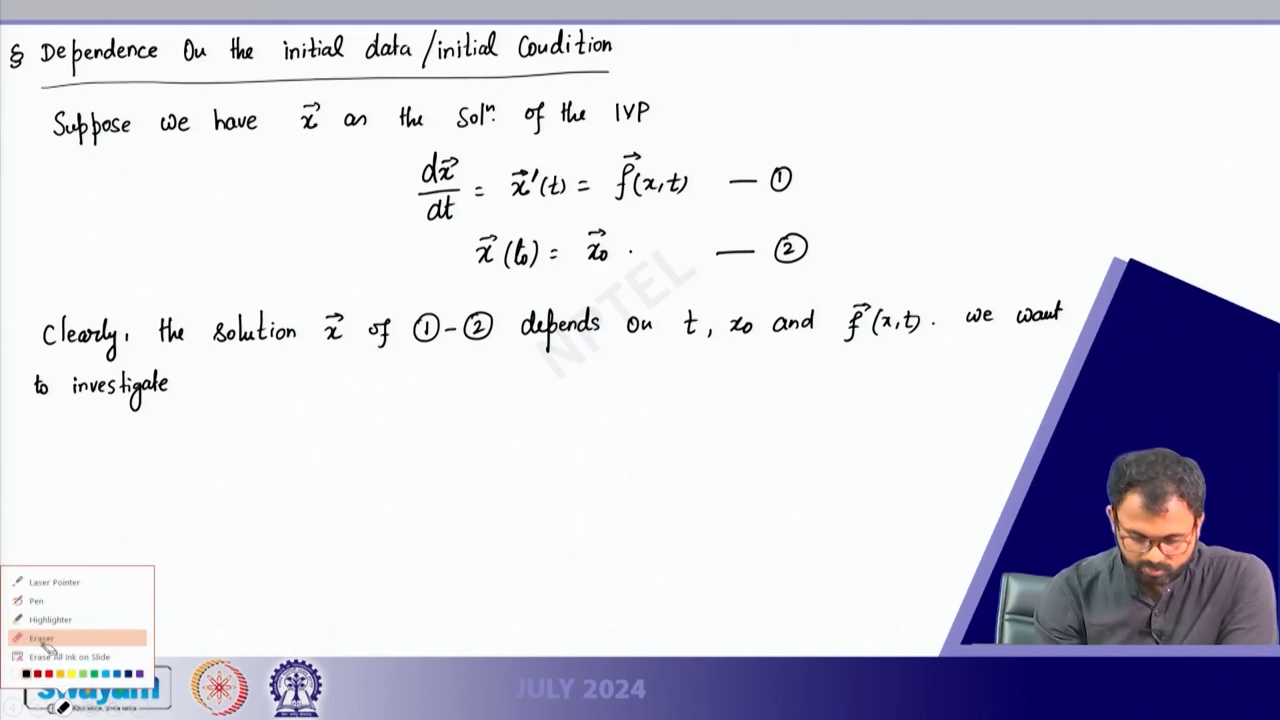 § Dependence On the initial data/initial Condition
Suppose we have x⃗ as the solⁿ. of the IVP
dx⃗/dt = x⃗'(t) = f⃗(x,t) — ①
x⃗(t₀) = x⃗₀ . — ②
Clearly, the solution x⃗ of ①-② depends on t, x₀ and f⃗(x,t). we want
to investigate
NPTEL
Laser Pointer
Pen
Highlighter
Eraser
Erase All Ink on Slide
swayam
JULY 2024